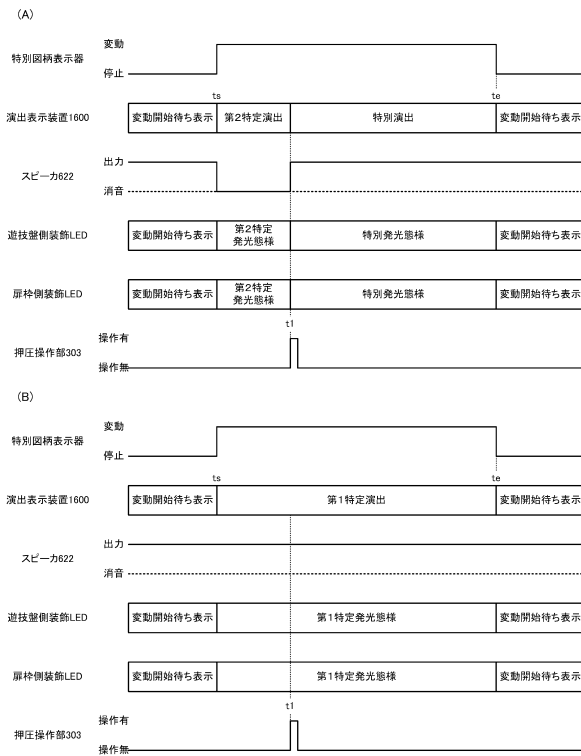 (A)
特別図柄表示器
変動
停止
ts
te
演出表示装置1600
変動開始待ち表示
第2特定演出
特別演出
変動開始待ち表示
スピーカ622
出力
消音
遊技盤側装飾LED
変動開始待ち表示
第2特定
発光態様
特別発光態様
変動開始待ち表示
扉枠側装飾LED
変動開始待ち表示
第2特定
発光態様
特別発光態様
変動開始待ち表示
t1
押圧操作部303
操作有
操作無
(B)
特別図柄表示器
変動
停止
ts
te
演出表示装置1600
変動開始待ち表示
第1特定演出
変動開始待ち表示
スピーカ622
出力
消音
遊技盤側装飾LED
変動開始待ち表示
第1特定発光態様
変動開始待ち表示
扉枠側装飾LED
変動開始待ち表示
第1特定発光態様
変動開始待ち表示
t1
押圧操作部303
操作有
操作無